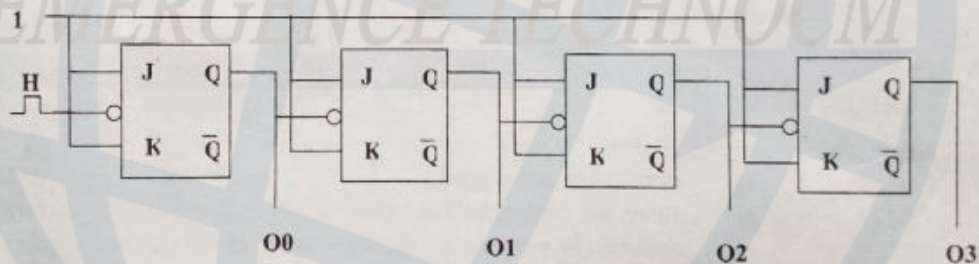 EMERGENCE TECHNOCM
1
H
J Q J Q J Q J Q
K Q̅ K Q̅ K Q̅ K Q̅
O0 O1 O2 O3